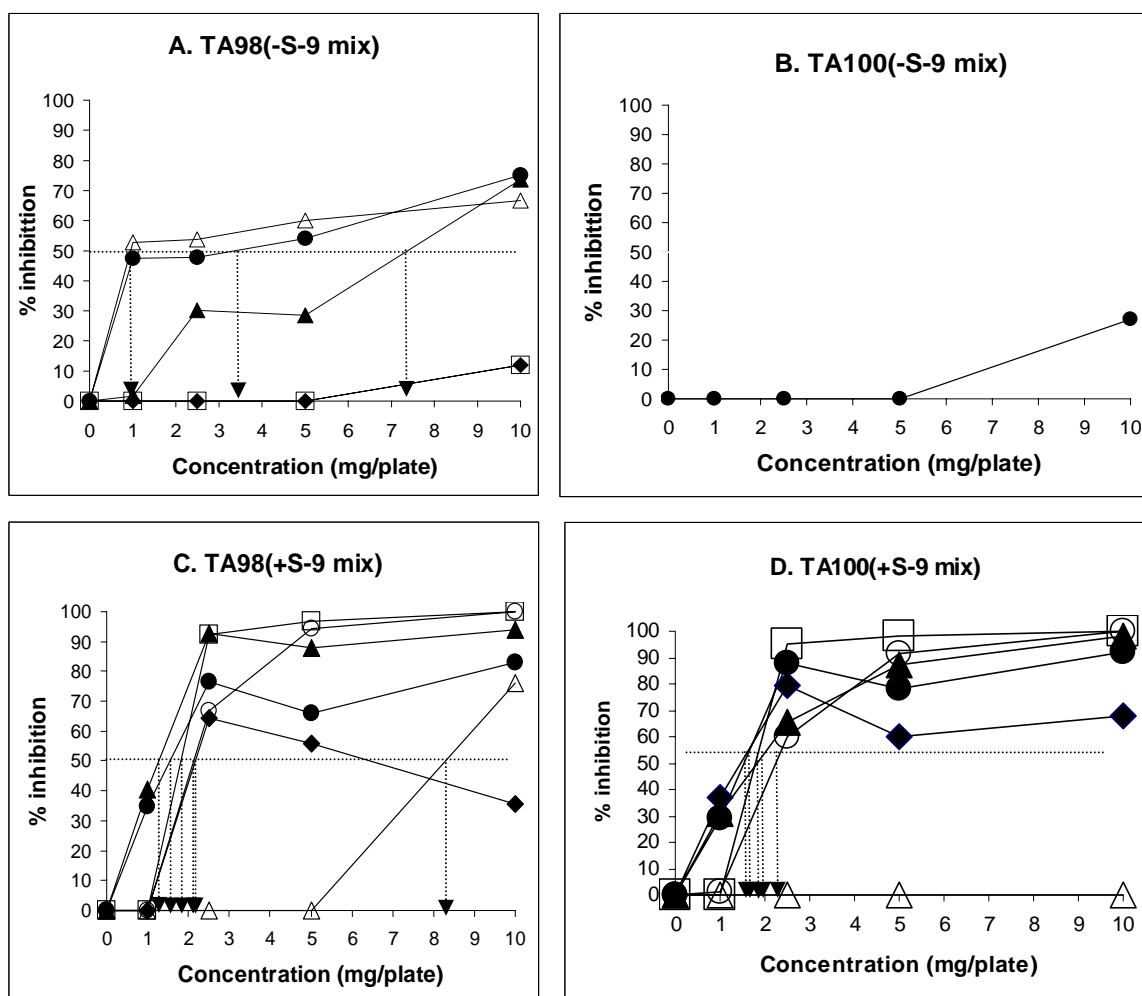 A. TA98(-S-9 mix)
100
90
80
70
60
50
40
30
20
10
0
% inhibittion
0 1 2 3 4 5 6 7 8 9 10
Concentration (mg/plate)
B. TA100(-S-9 mix)
100
90
80
70
60
50
40
30
20
10
0
% inhibittion
0 1 2 3 4 5 6 7 8 9 10
Concentration (mg/plate)
C. TA98(+S-9 mix)
100
90
80
70
60
50
40
30
20
10
0
% inhibition
0 1 2 3 4 5 6 7 8 9 10
Concentration (mg/plate)
D. TA100(+S-9 mix)
100
90
80
70
60
50
40
30
20
10
0
% inhibition
0 1 2 3 4 5 6 7 8 9 10
Concentration (mg/plate)